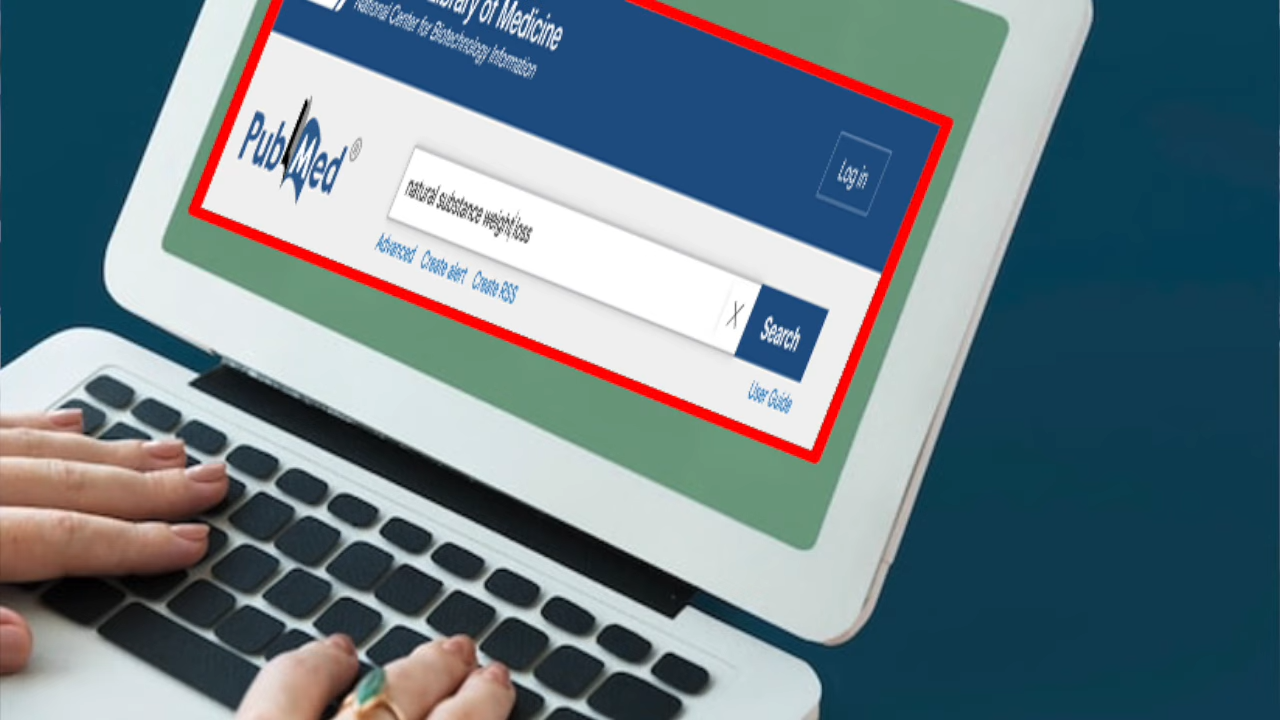 Library of Medicine
National Center for Biotechnology Information
Log in
PubMed®
natural substance weight loss
X
Search
Advanced Create alert Create RSS
User Guide